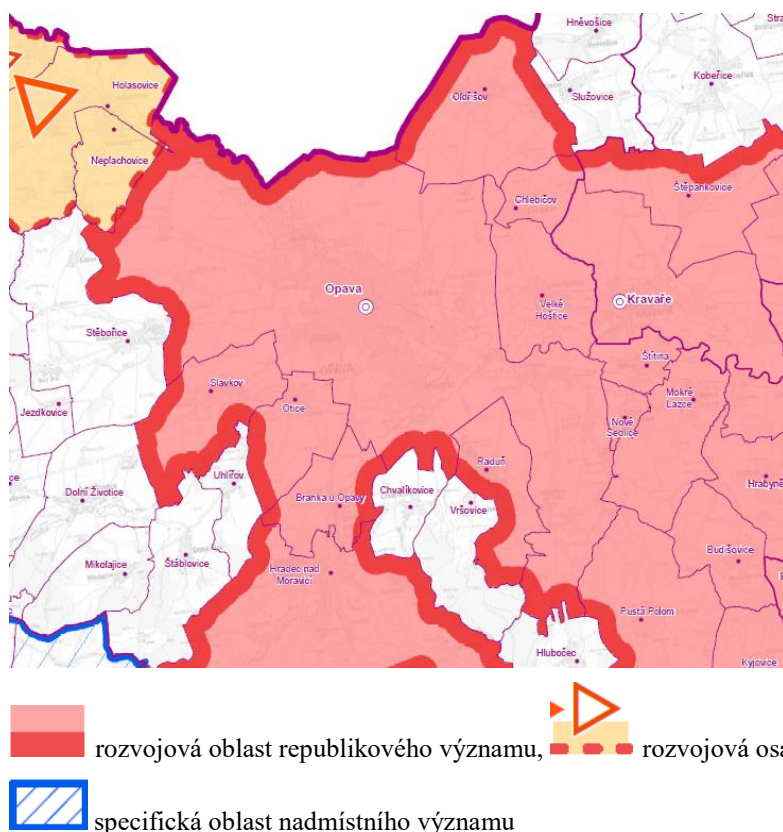 Hněvošice
Kobeřice
Holasovice
Oldřišov
Služovice
Neplachovice
Štěpánkovice
Chlebičov
Opava
Velké
Hoštice
Kravaře
Stěbořice
Štítina
Slavkov
Mokré
Lazce
Jezdkovice
Otice
Nové
Sedlice
Raduň
Uhlířov
Hrabyně
Dolní Životice
Branka u Opavy
Chvalíkovice
Vršovice
Budišovice
Štáblovice
Mikolajice
Hradec nad
Moravicí
Pustá Polom
Hlubočec
Kyjovice
rozvojová oblast republikového významu, rozvojová osa
specifická oblast nadmístního významu